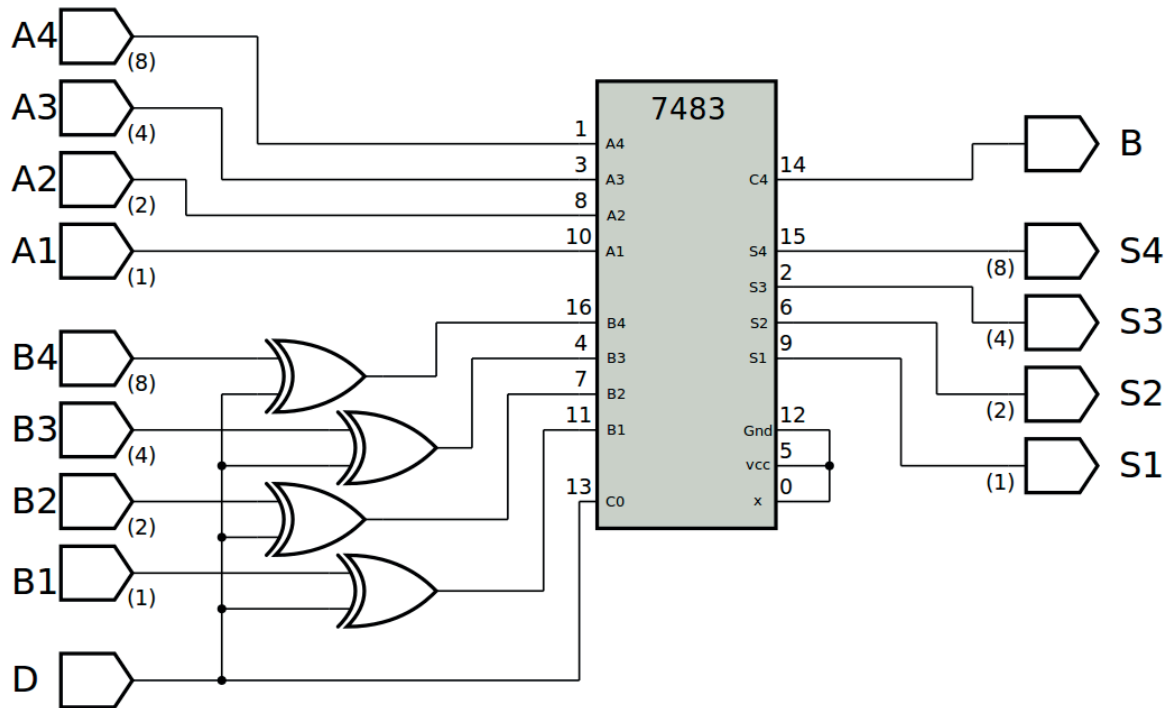 A4
(8)
A3
(4)
A2
(2)
A1
(1)
B4
(8)
B3
(4)
B2
(2)
B1
(1)
D
7483
1 A4
3 A3
8 A2
10 A1
16 B4
4 B3
7 B2
11 B1
13 C0
C4 14
S4 15
S3 2
S2 6
S1 9
Gnd 12
vcc 5
x 0
B
S4
(8)
S3
(4)
S2
(2)
S1
(1)